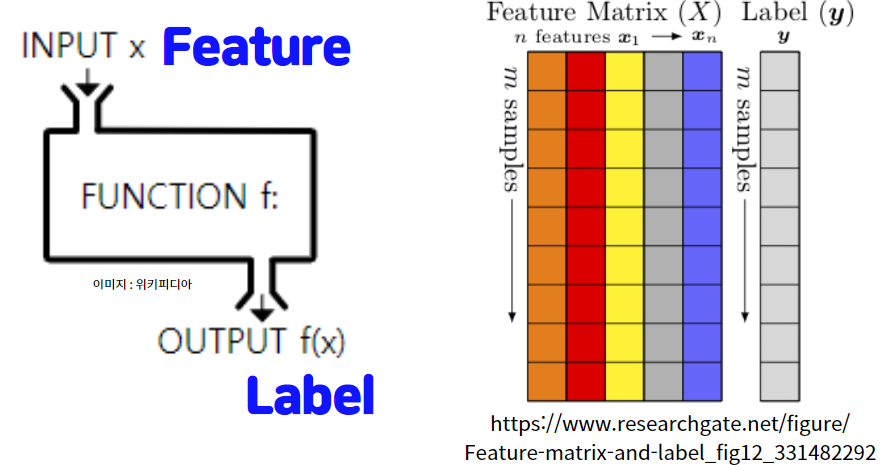 INPUT x Feature
FUNCTION f:
이미지 : 위키피디아
OUTPUT f(x)
Label
Feature Matrix (X)
n features x₁ → xₙ
m samples
Label (y)
y
m samples
https://www.researchgate.net/figure/
Feature-matrix-and-label_fig12_331482292